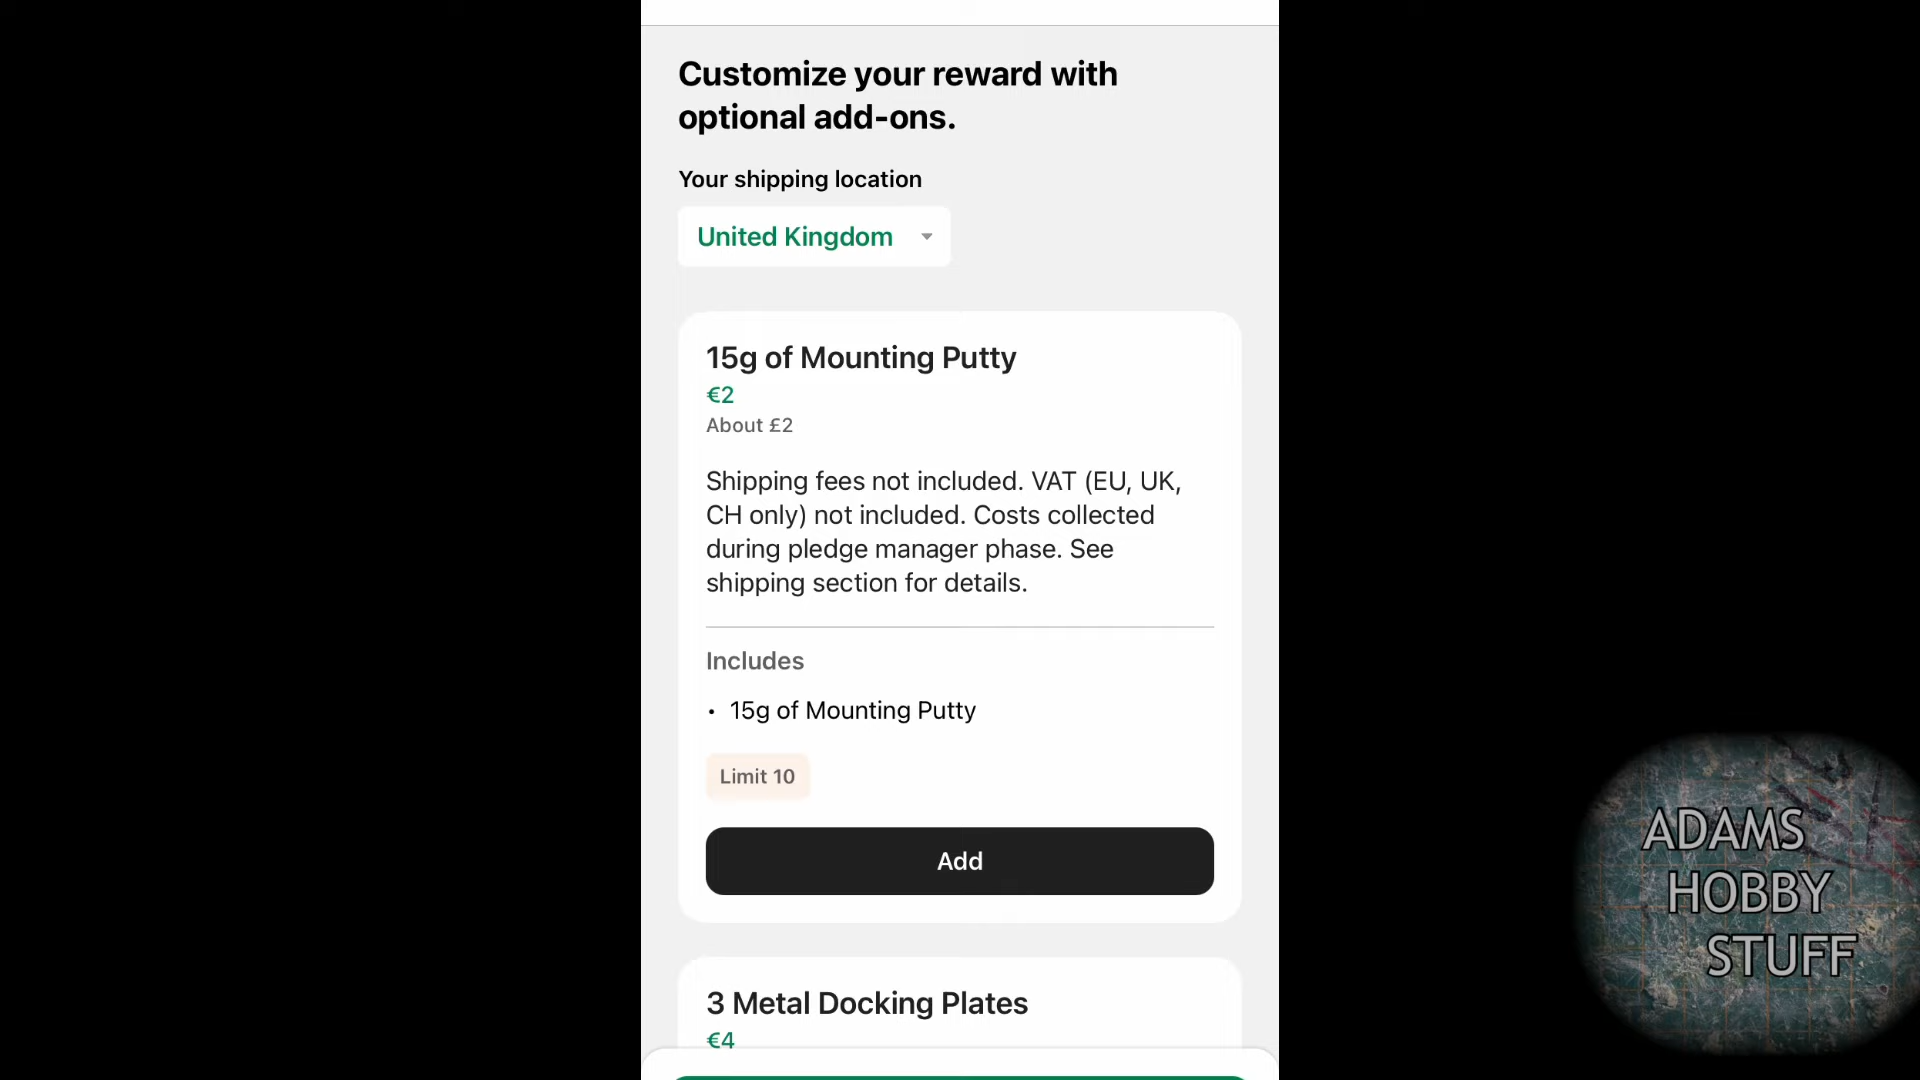 Customize your reward with
optional add-ons.
Your shipping location
United Kingdom
15g of Mounting Putty
€2
About £2
Shipping fees not included. VAT (EU, UK,
CH only) not included. Costs collected
during pledge manager phase. See
shipping section for details.
Includes
• 15g of Mounting Putty
Limit 10
Add
3 Metal Docking Plates
€4
ADAMS
HOBBY
STUFF